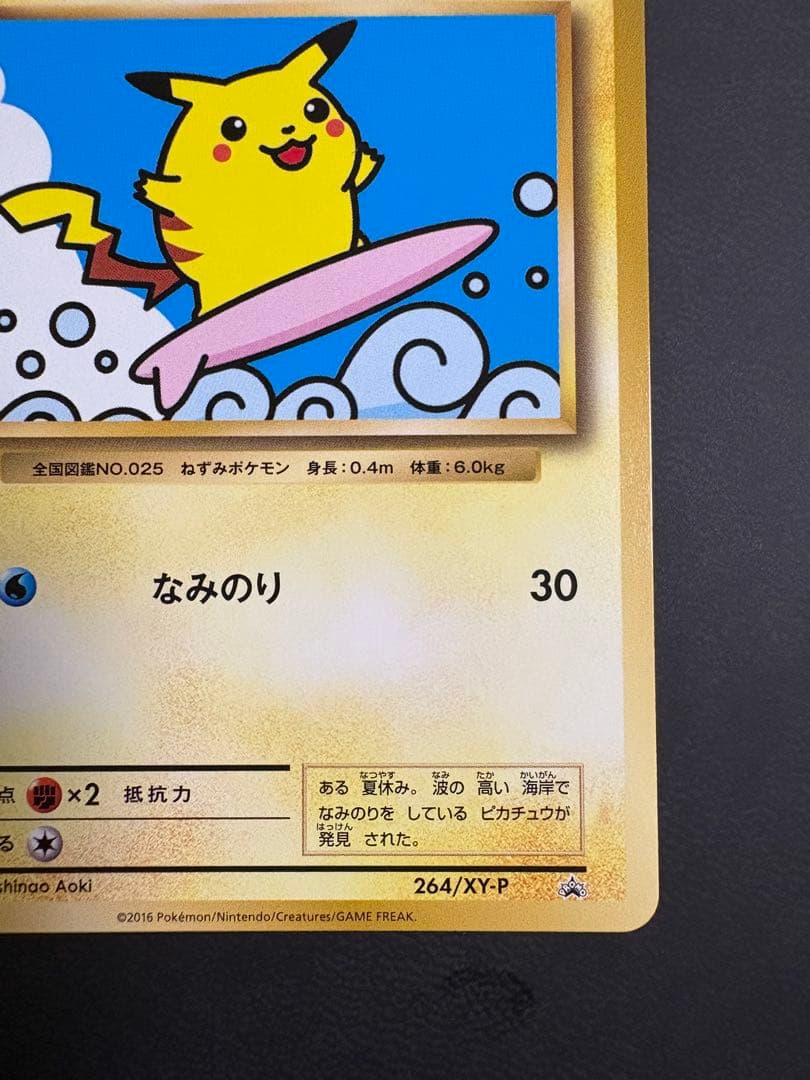 全国図鑑NO.025 ねずみポケモン 身長：0.4m 体重：6.0kg
なみのり 30
点 ×2 抵抗力
る
ある 夏休み。 波の 高い 海岸で
なつやす なみ たか かいがん
なみのりを している ピカチュウが
発見 された。
はっけん
shinao Aoki
264/XY-P
©2016 Pokémon/Nintendo/Creatures/GAME FREAK.